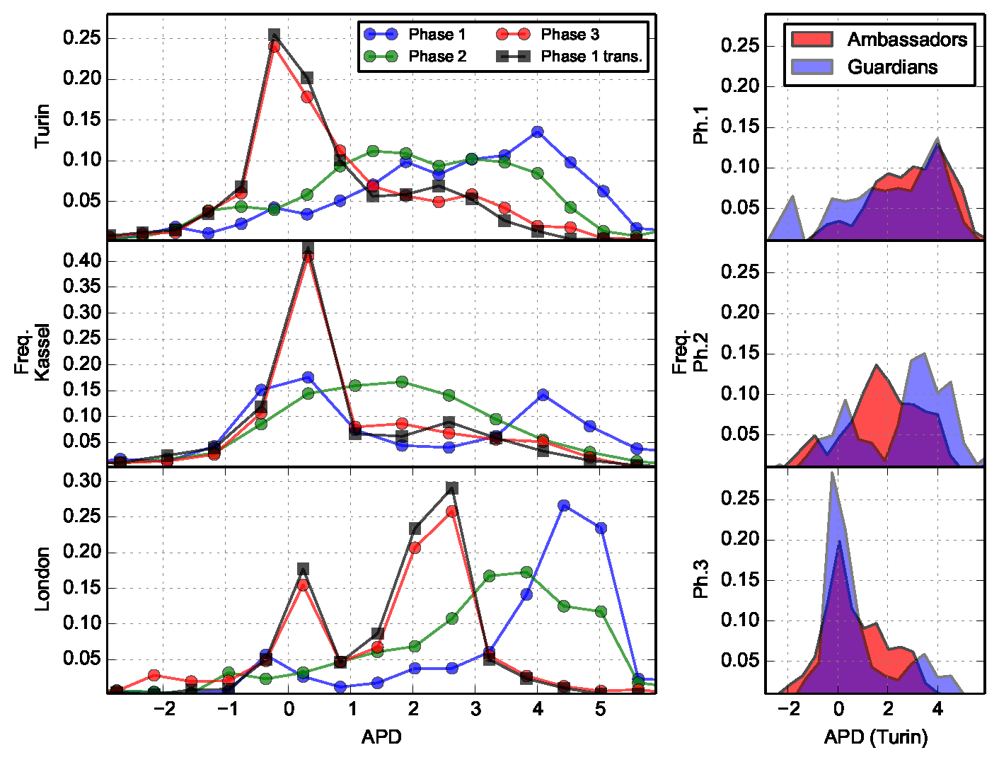 Phase 1
Phase 2
Phase 3
Phase 1 trans.
Turin
0.25
0.20
0.15
0.10
0.05
Freq.
Kassel
0.40
0.35
0.30
0.25
0.20
0.15
0.10
0.05
London
0.30
0.25
0.20
0.15
0.10
0.05
−2 −1 0 1 2 3 4 5
APD
Ambassadors
Guardians
Ph.1
0.25
0.20
0.15
0.10
0.05
Freq.
Ph.2
0.25
0.20
0.15
0.10
0.05
Ph.3
0.25
0.20
0.15
0.10
0.05
−2 0 2 4
APD (Turin)